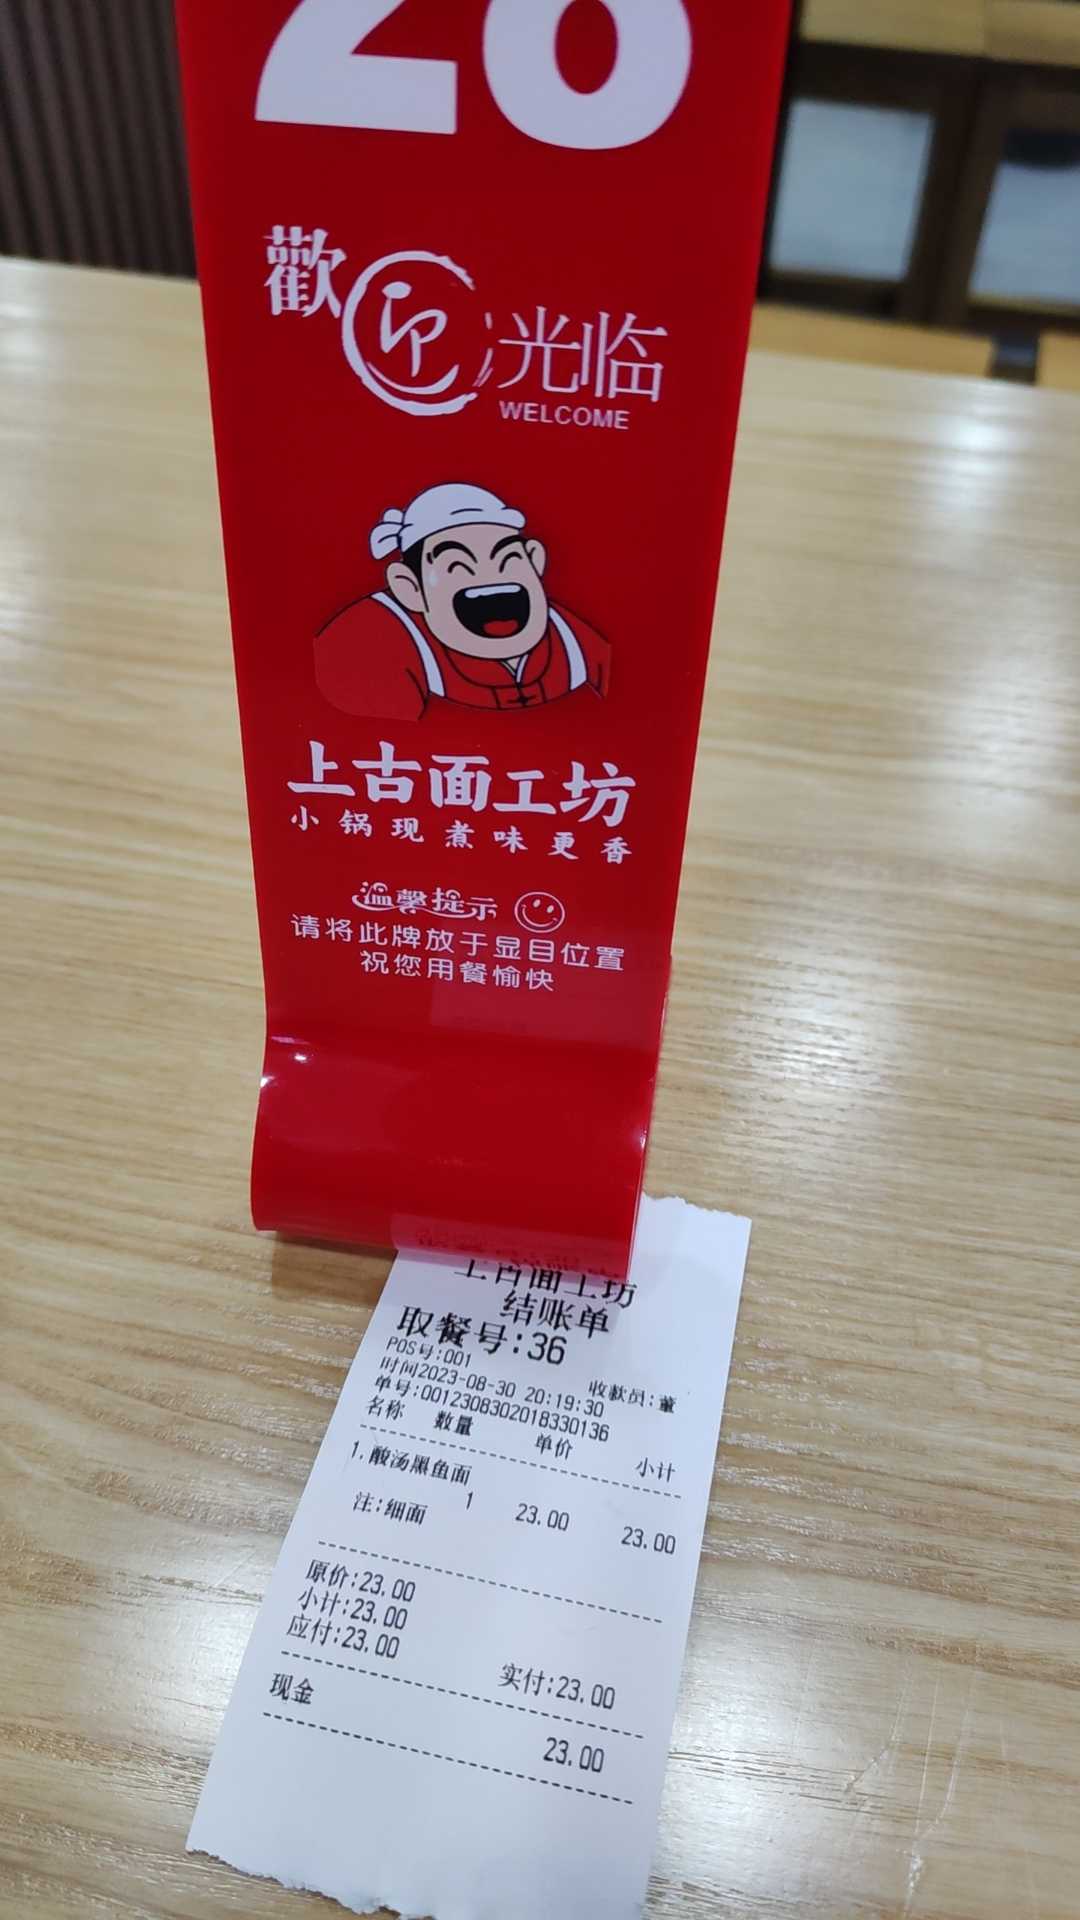 26
歡迎光临
WELCOME
上古面工坊
小锅现煮味更香
温馨提示
请将此牌放于显目位置
祝您用餐愉快
上古面工坊
结账单
取餐号:36
POS号:001 收款员:董
时间2023-08-30 20:19:30
单号:0012308302018330136
名称 数量 单价 小计
1.酸汤黑鱼面
1 23.00 23.00
注:细面
原价:23.00
小计:23.00
应付:23.00 实付:23.00
现金 23.00